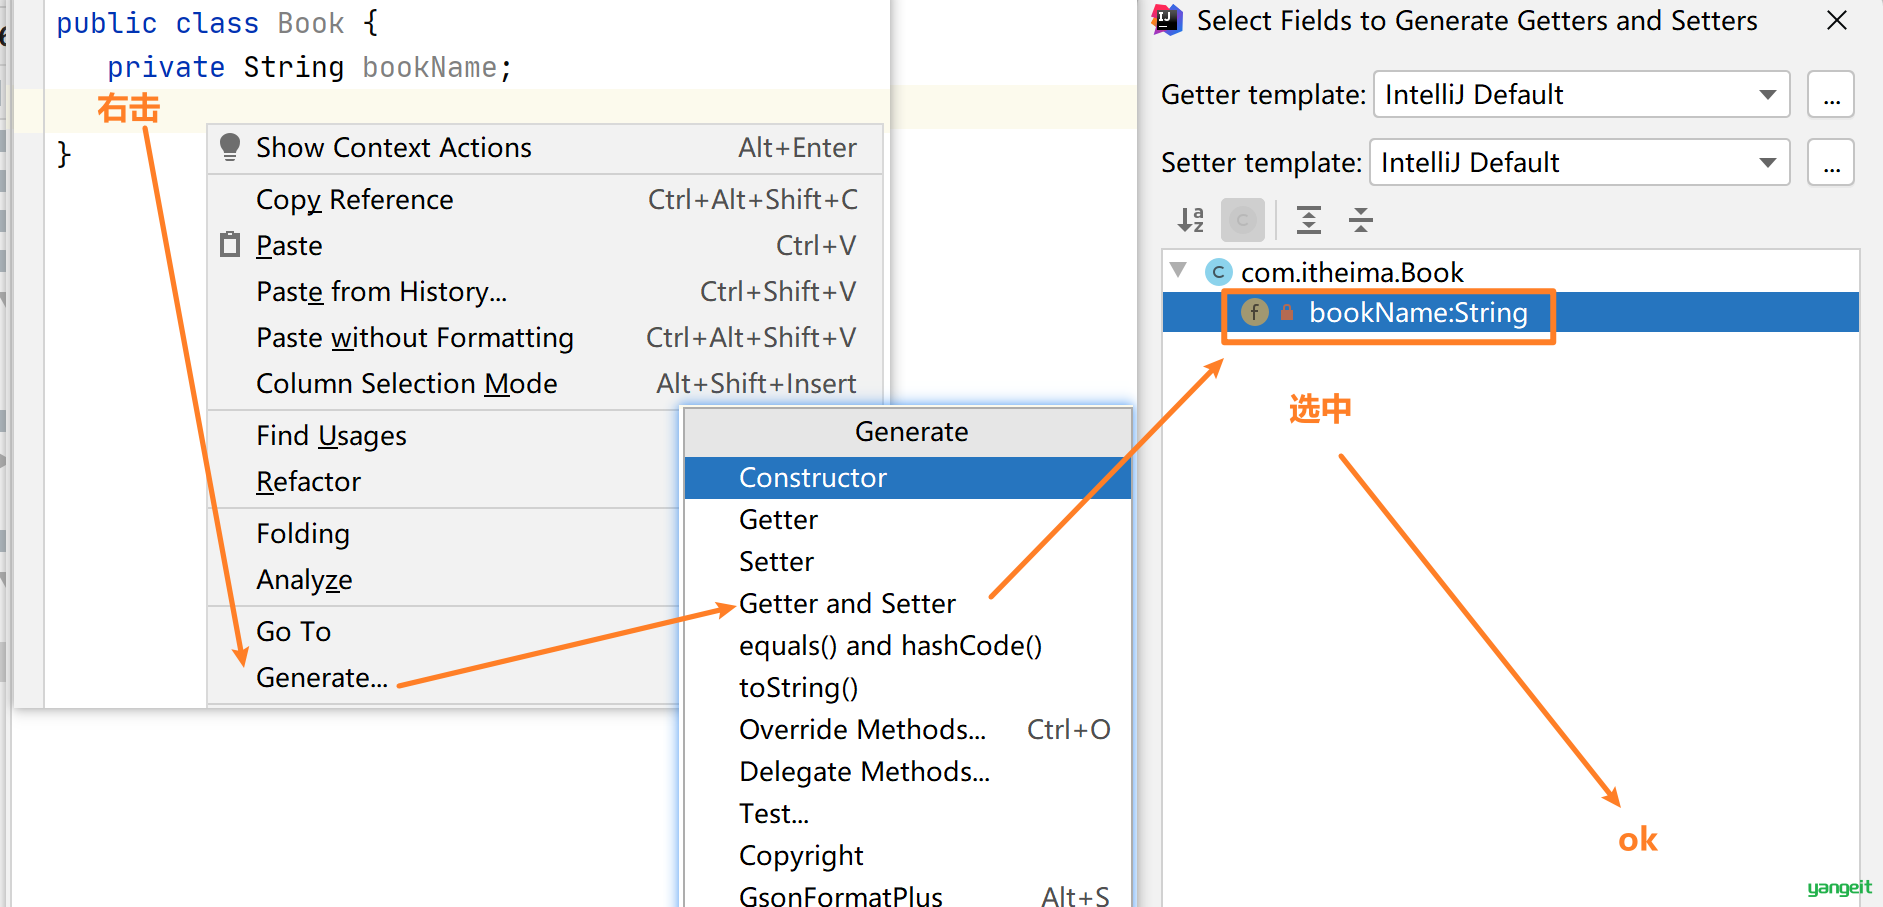 public class Book {
private String bookName;
右击
}
Show Context Actions Alt+Enter
Copy Reference Ctrl+Alt+Shift+C
Paste Ctrl+V
Paste from History... Ctrl+Shift+V
Paste without Formatting Ctrl+Alt+Shift+V
Column Selection Mode Alt+Shift+Insert
Find Usages
Refactor
Folding
Analyze
Go To
Generate...
Generate
Constructor
Getter
Setter
Getter and Setter
equals() and hashCode()
toString()
Override Methods... Ctrl+O
Delegate Methods...
Test...
Copyright
GsonFormatPlus Alt+S
Select Fields to Generate Getters and Setters
Getter template: IntelliJ Default ...
Setter template: IntelliJ Default ...
com.itheima.Book
bookName:String
选中
ok
yangeit